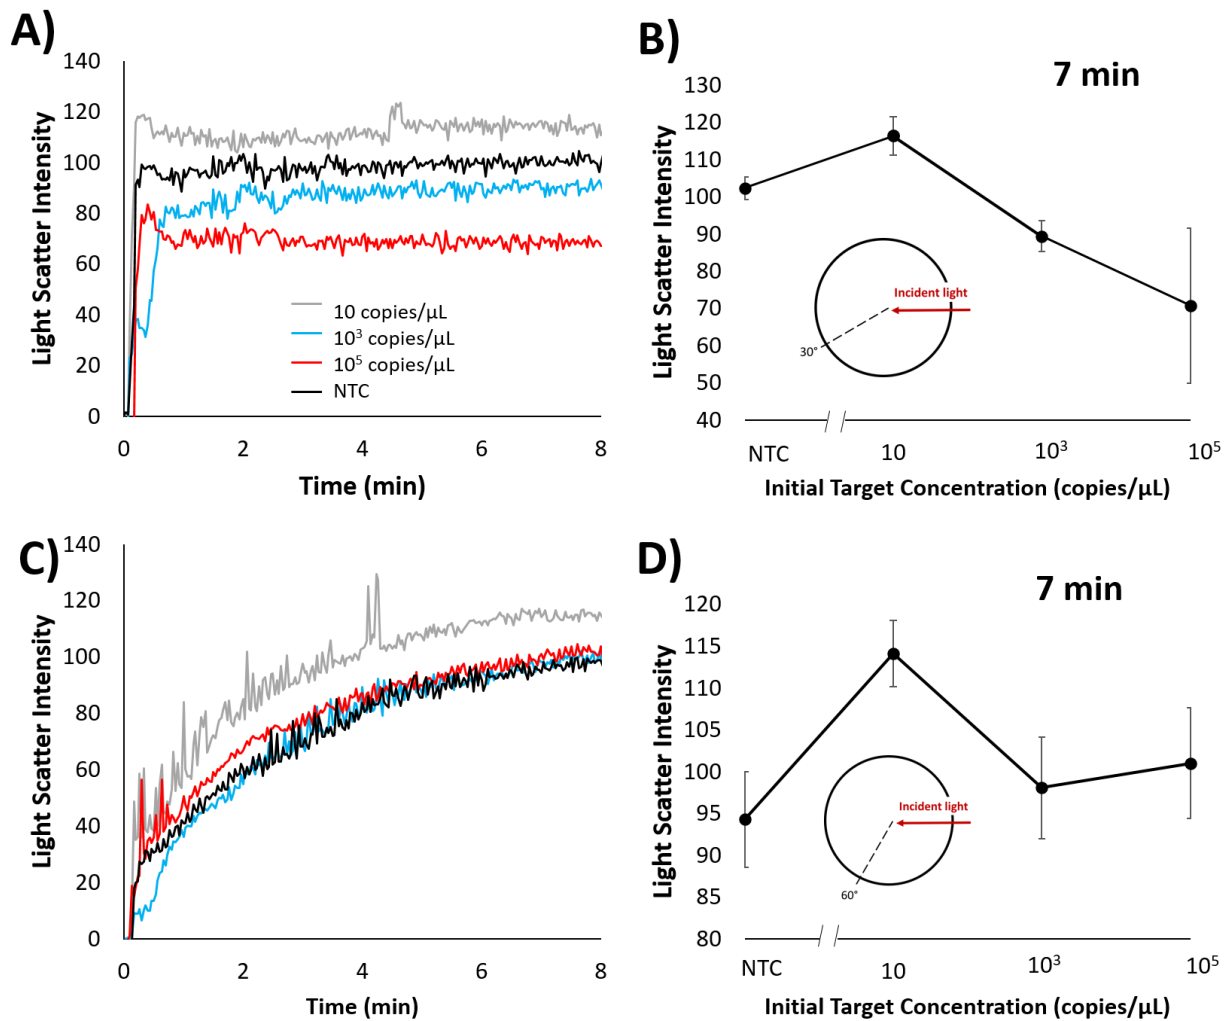 A)
140
120
100
80
60
40
20
0
Light Scatter Intensity
10 copies/µL
10³ copies/µL
10⁵ copies/µL
NTC
0 2 4 6 8
Time (min)
B)
7 min
130
120
110
100
90
80
70
60
50
40
Light Scatter Intensity
Incident light
30°
NTC 10 10³ 10⁵
Initial Target Concentration (copies/µL)
C)
140
120
100
80
60
40
20
0
Light Scatter Intensity
0 2 4 6 8
Time (min)
D)
7 min
120
115
110
105
100
95
90
85
80
Light Scatter Intensity
Incident light
60°
NTC 10 10³ 10⁵
Initial Target Concentration (copies/µL)